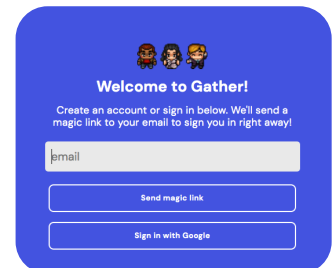 Welcome to Gather!
Create an account or sign in below. We'll send a
magic link to your email to sign you in right away!
email
Send magic link
Sign in with Google